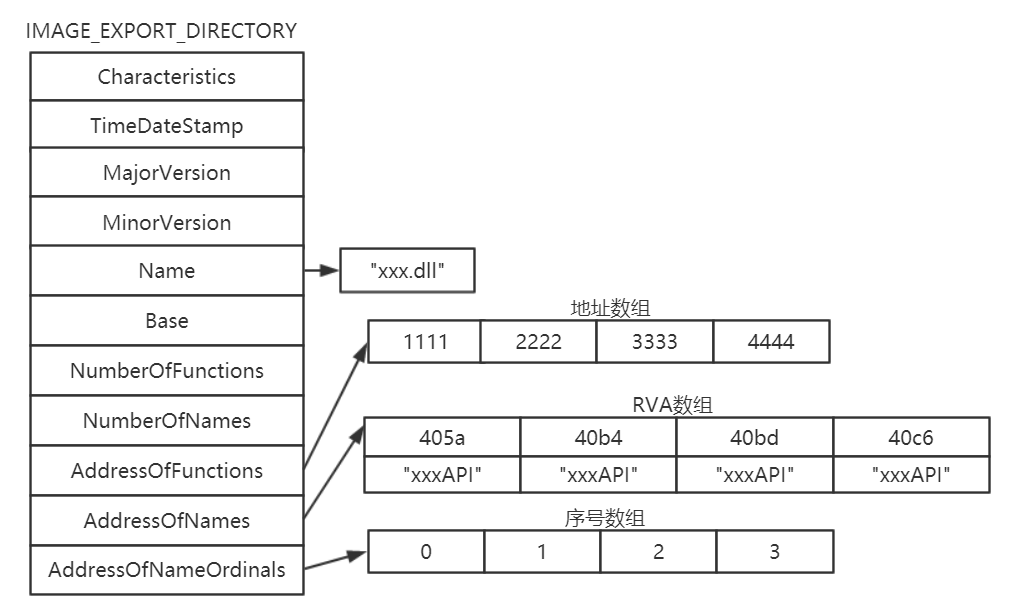 IMAGE_EXPORT_DIRECTORY
Characteristics
TimeDateStamp
MajorVersion
MinorVersion
Name
"xxx.dll"
Base
地址数组
1111 2222 3333 4444
NumberOfFunctions
NumberOfNames
RVA数组
405a 40b4 40bd 40c6
AddressOfFunctions
"xxxAPI" "xxxAPI" "xxxAPI" "xxxAPI"
AddressOfNames
序号数组
0 1 2 3
AddressOfNameOrdinals